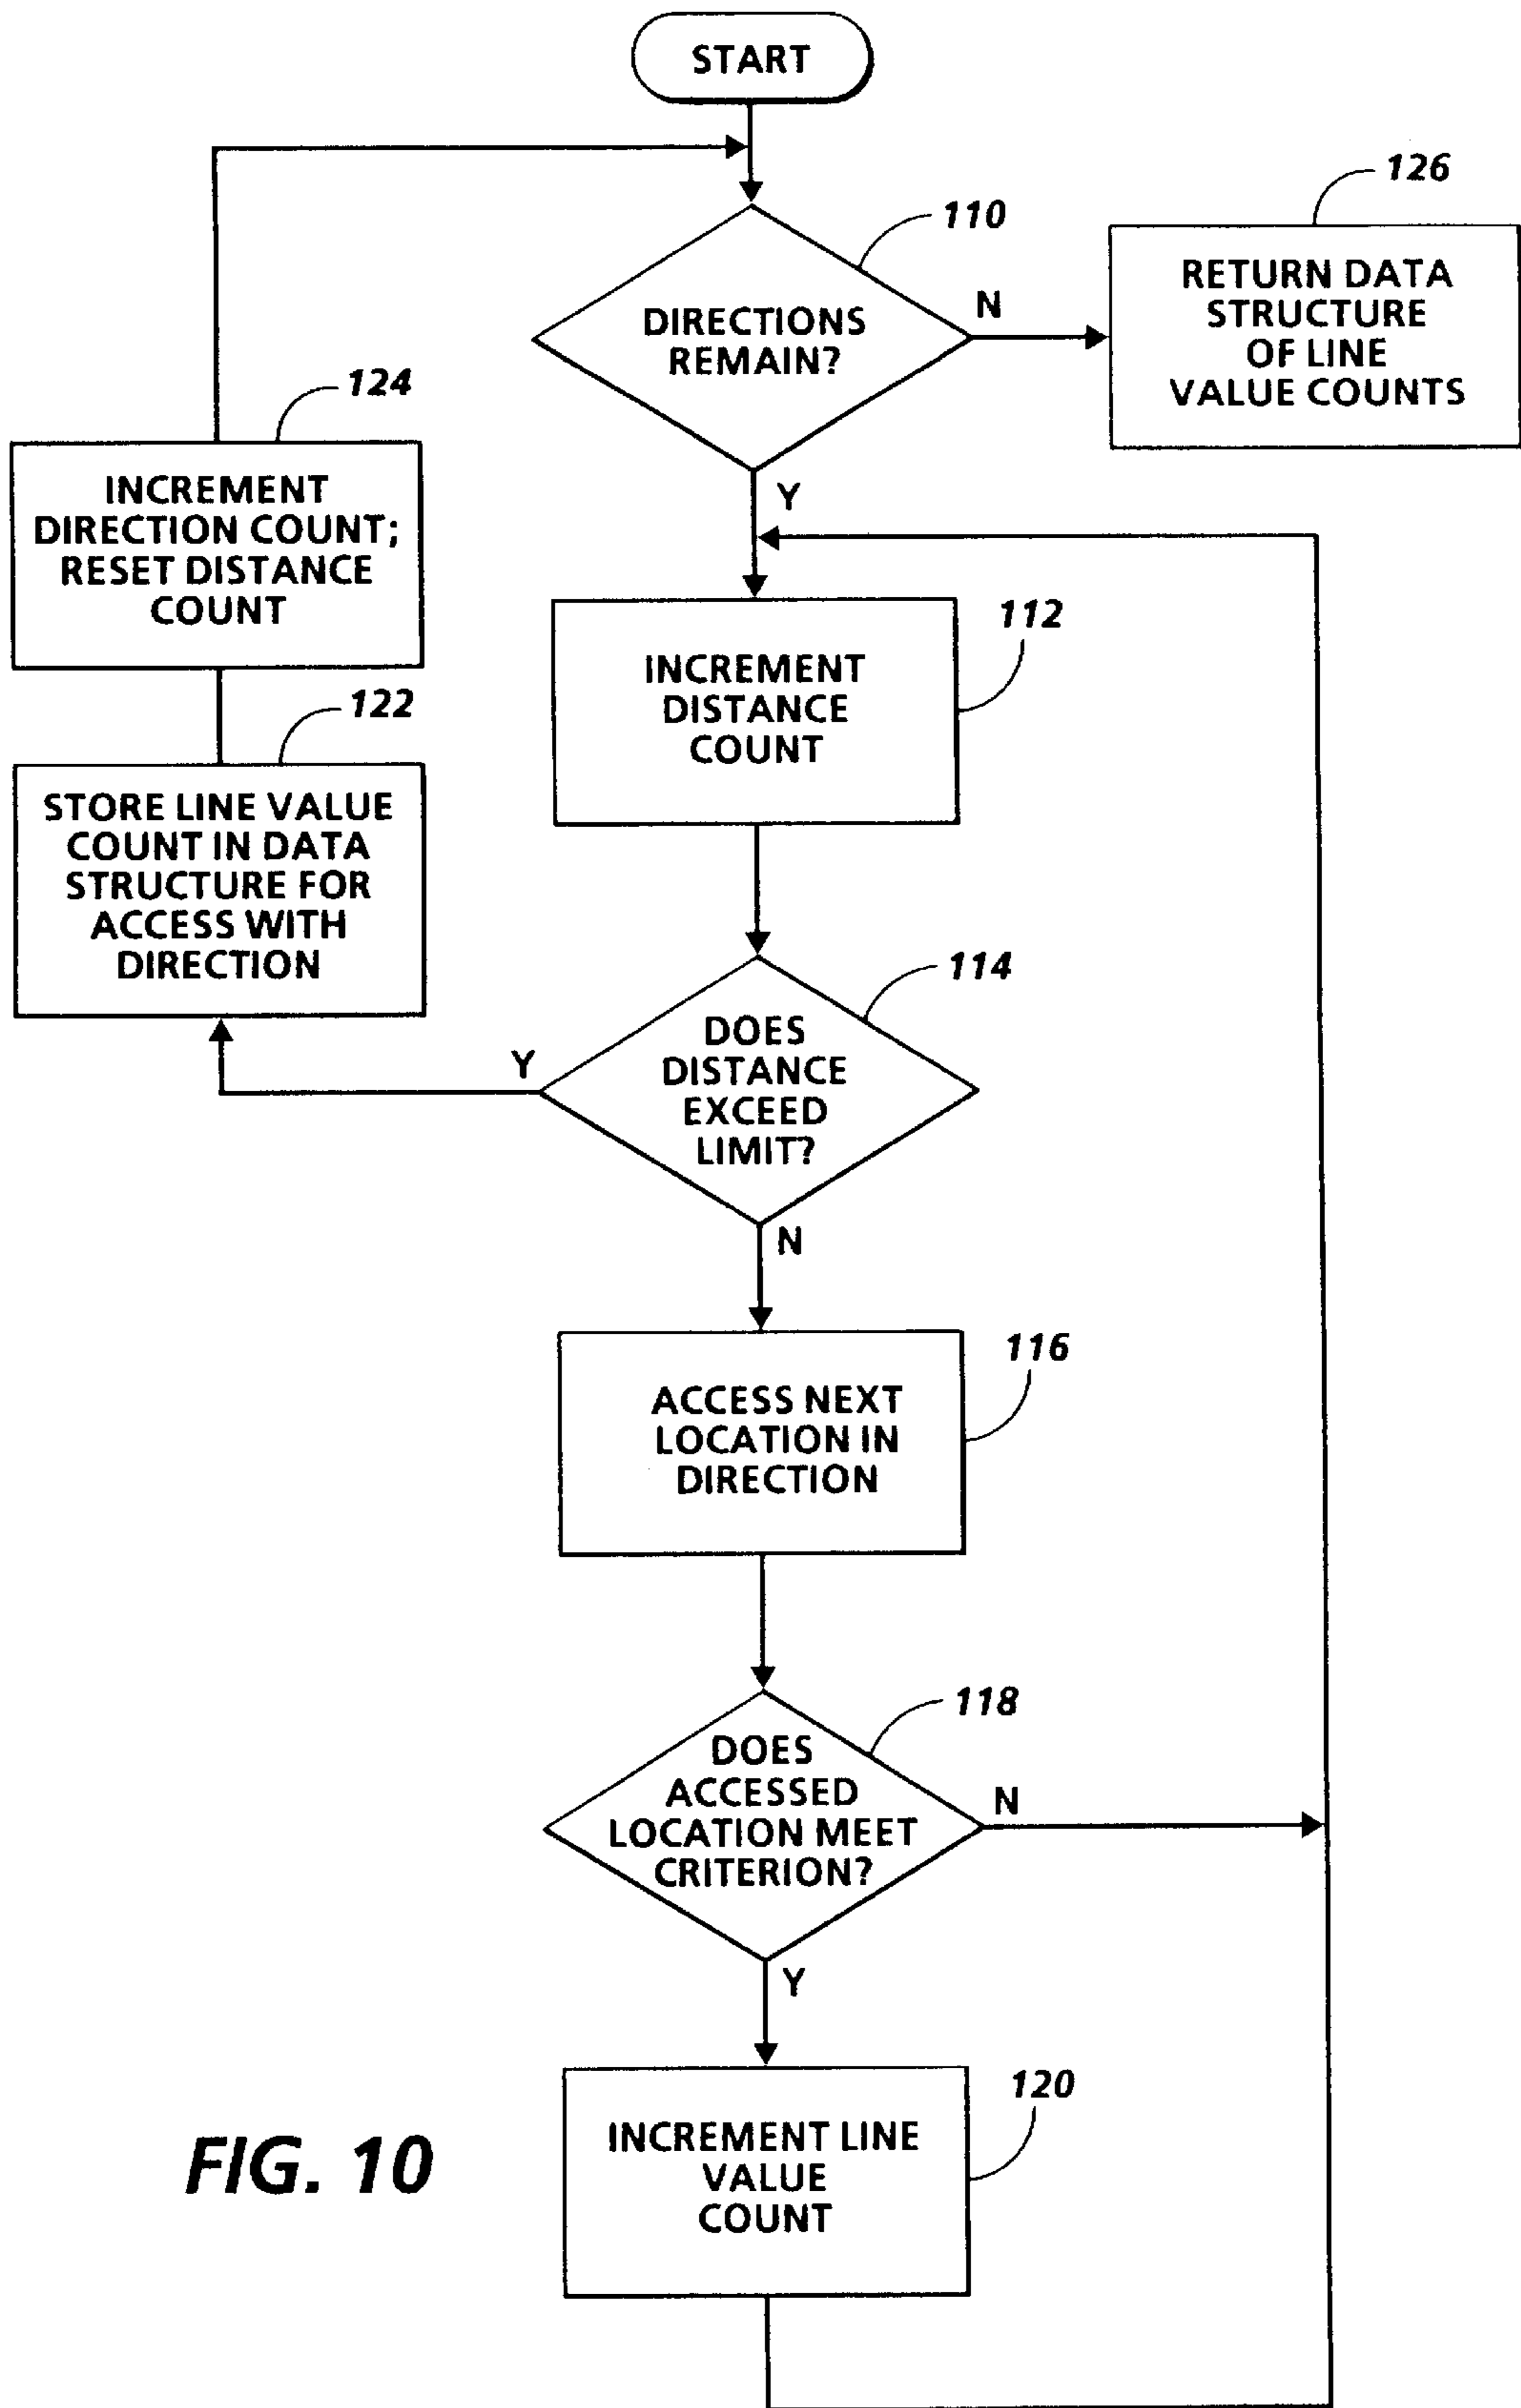 START
110
DIRECTIONS
REMAIN?
N
Y
126
RETURN DATA
STRUCTURE
OF LINE
VALUE COUNTS
124
INCREMENT
DIRECTION COUNT;
RESET DISTANCE
COUNT
112
INCREMENT
DISTANCE
COUNT
122
STORE LINE VALUE
COUNT IN DATA
STRUCTURE FOR
ACCESS WITH
DIRECTION
114
DOES
DISTANCE
EXCEED
LIMIT?
Y
N
116
ACCESS NEXT
LOCATION IN
DIRECTION
118
DOES
ACCESSED
LOCATION MEET
CRITERION?
N
Y
120
INCREMENT LINE
VALUE
COUNT
FIG. 10